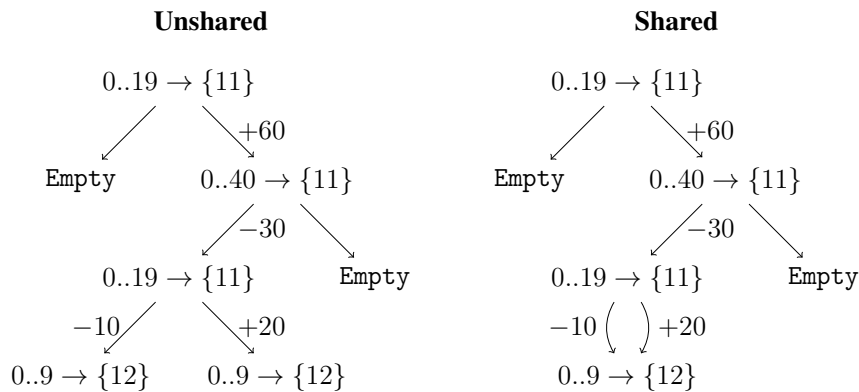 Unshared Shared
0..19 → {11} 0..19 → {11}
+60 +60
Empty 0..40 → {11} Empty 0..40 → {11}
−30 −30
0..19 → {11} Empty 0..19 → {11} Empty
−10 +20 −10 +20
0..9 → {12} 0..9 → {12} 0..9 → {12}